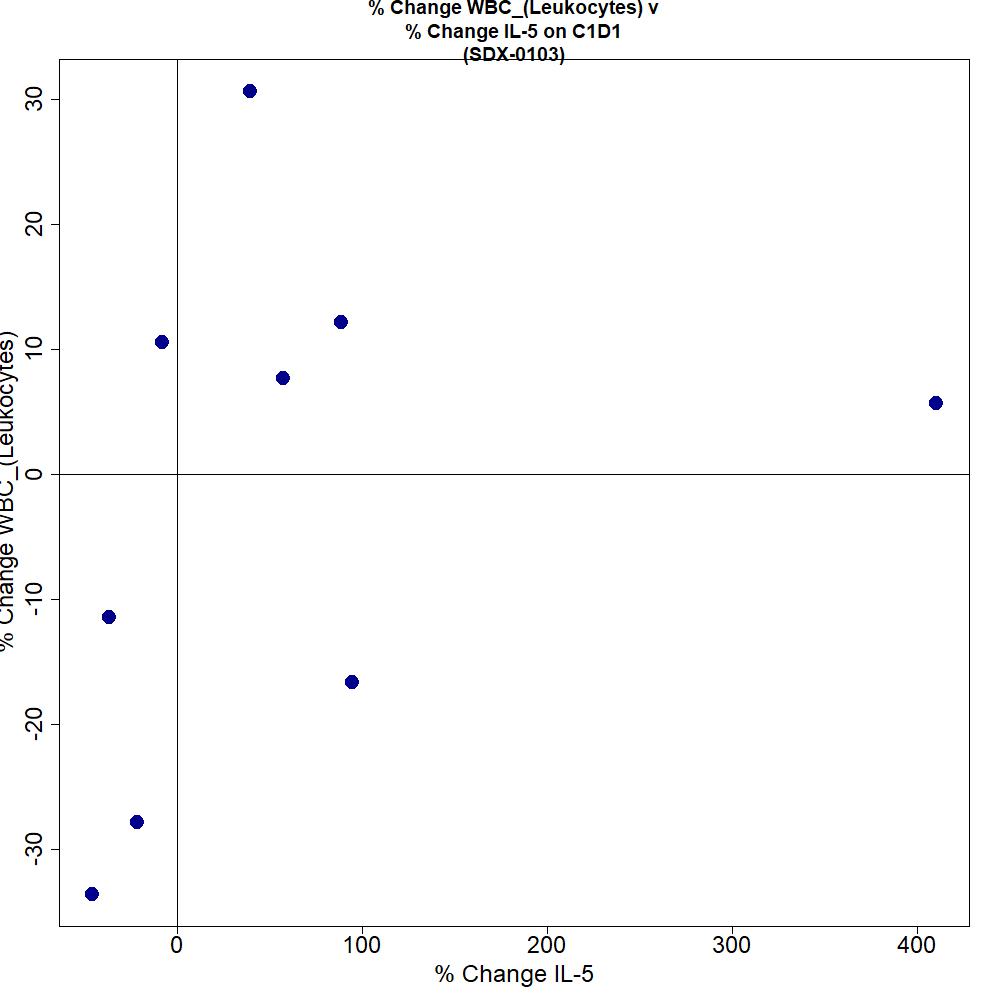 % Change WBC_(Leukocytes) v
% Change IL-5 on C1D1
(SDX-0103)
30
20
10
0
-10
-20
-30
% Change WBC_(Leukocytes)
0
100
200
300
400
% Change IL-5